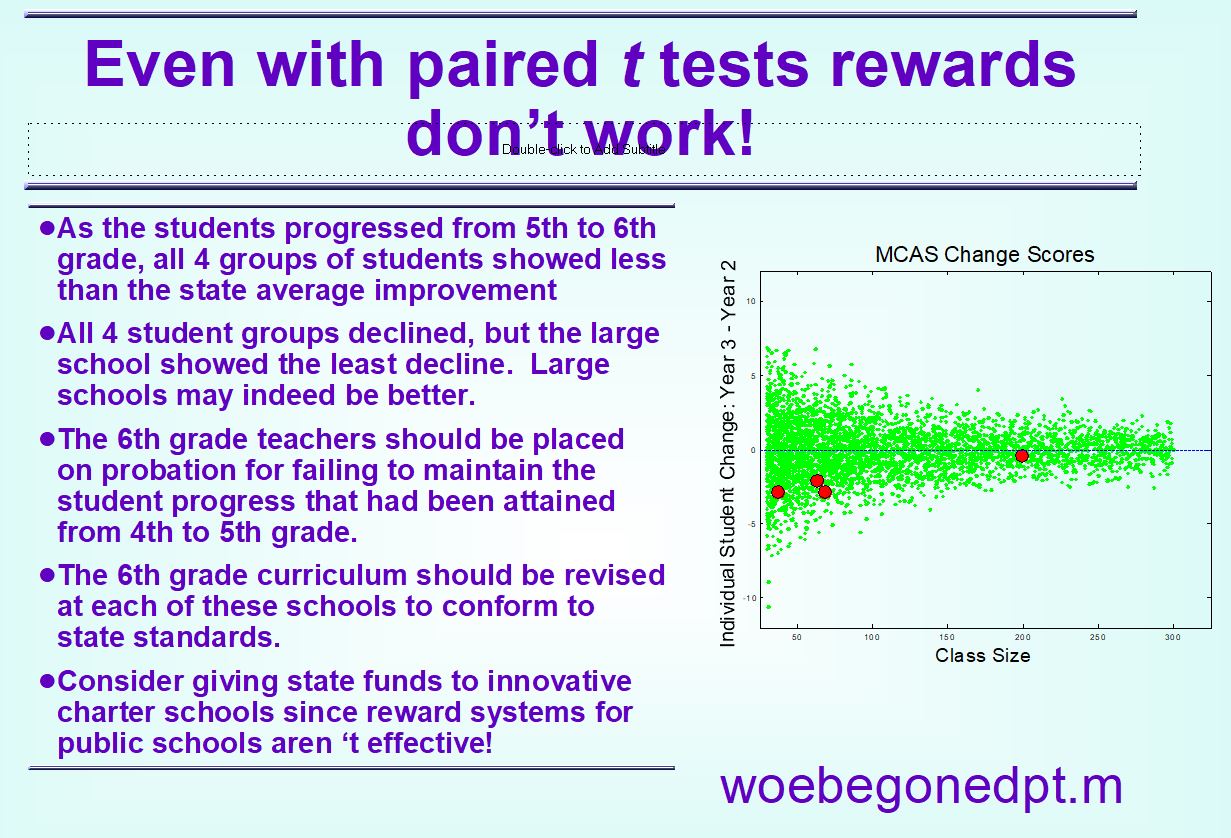 Even with paired t tests rewards
don’t work!
Double-click to Add Subtitle
●As the students progressed from 5th to 6th
grade, all 4 groups of students showed less
than the state average improvement
●All 4 student groups declined, but the large
school showed the least decline.  Large
schools may indeed be better.
●The 6th grade teachers should be placed
on probation for failing to maintain the
student progress that had been attained
from 4th to 5th grade.
●The 6th grade curriculum should be revised
at each of these schools to conform to
state standards.
●Consider giving state funds to innovative
charter schools since reward systems for
public schools aren ‘t effective!
MCAS Change Scores
Individual Student Change: Year 3 - Year 2
10
5
0
-5
-10
50 100 150 200 250 300
Class Size
woebegonedpt.m